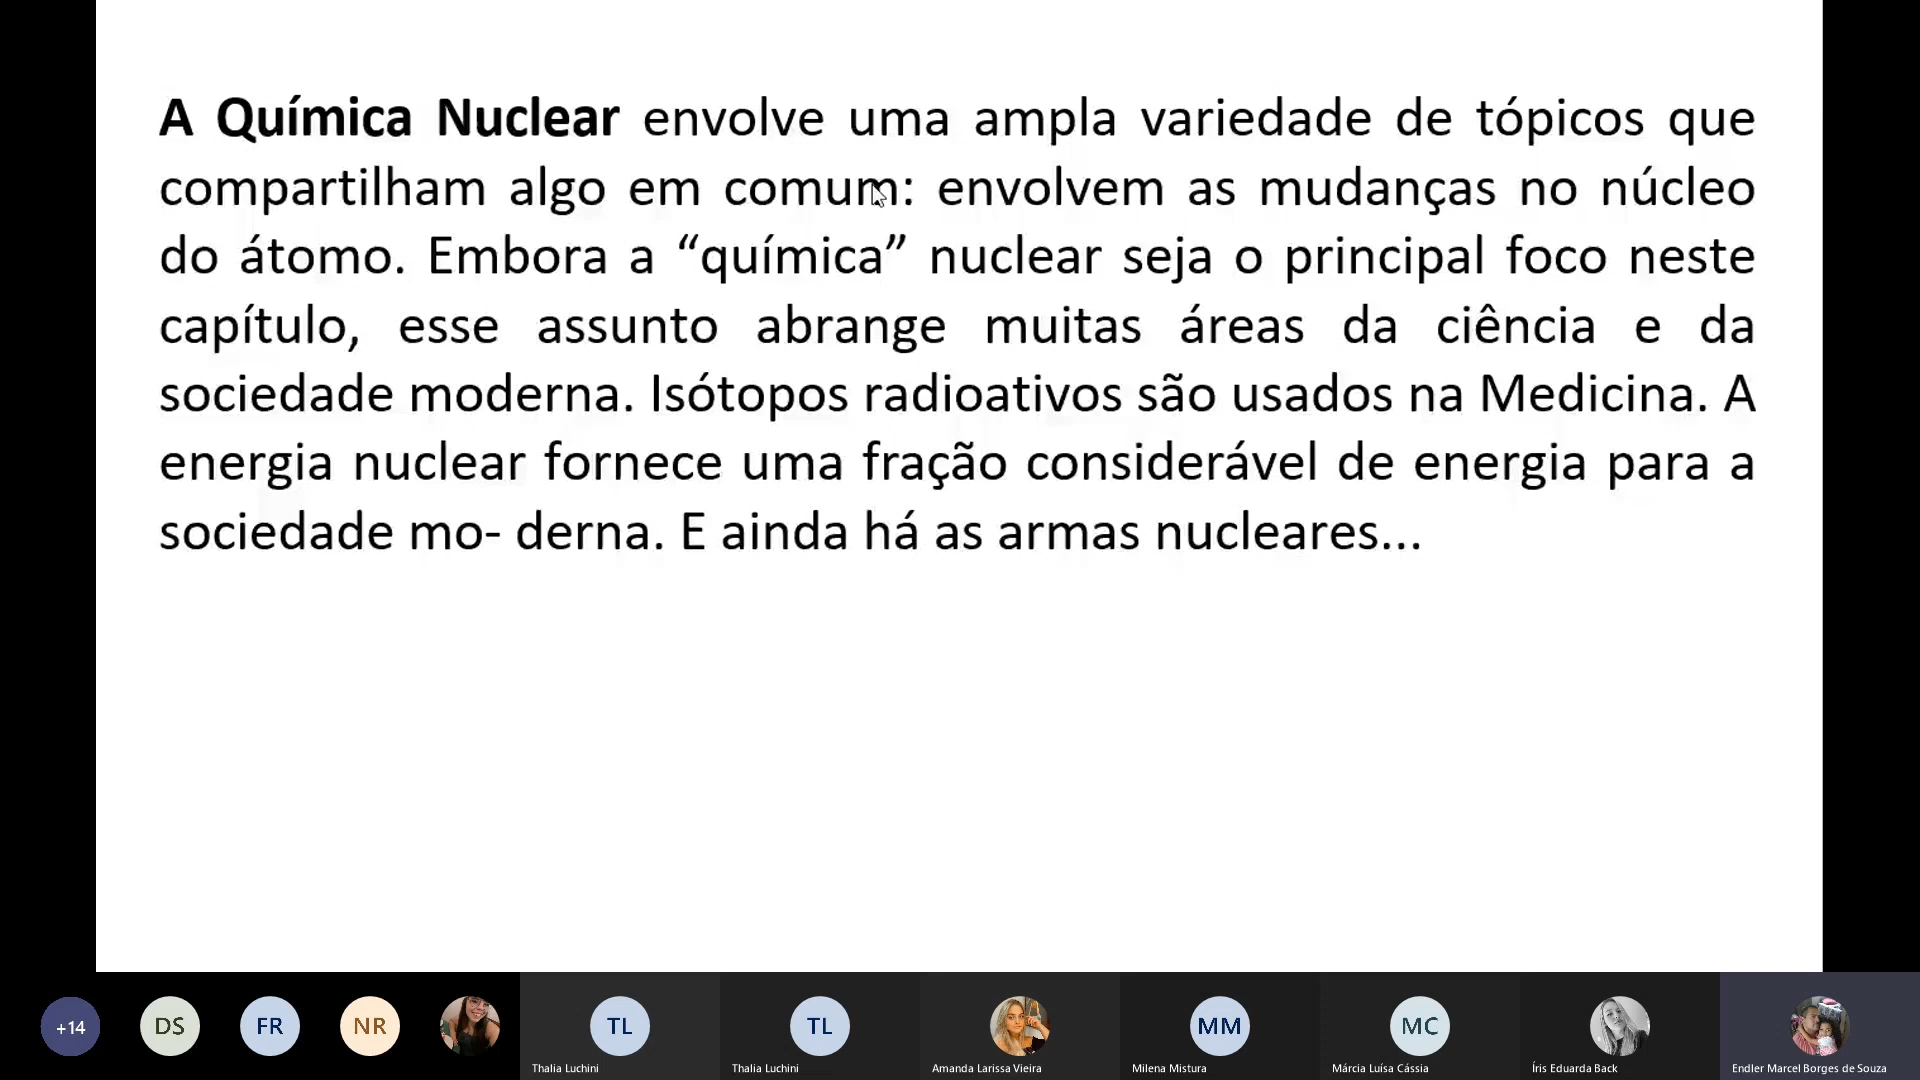 A Química Nuclear envolve uma ampla variedade de tópicos que
compartilham algo em comum: envolvem as mudanças no núcleo
do átomo. Embora a “química” nuclear seja o principal foco neste
capítulo, esse assunto abrange muitas áreas da ciência e da
sociedade moderna. Isótopos radioativos são usados na Medicina. A
energia nuclear fornece uma fração considerável de energia para a
sociedade mo- derna. E ainda há as armas nucleares...
+14
DS
FR
NR
TL
TL
MM
MC
Thalia Luchini
Thalia Luchini
Amanda Larissa Vieira
Milena Mistura
Márcia Luísa Cássia
Íris Eduarda Back
Endler Marcel Borges de Souza